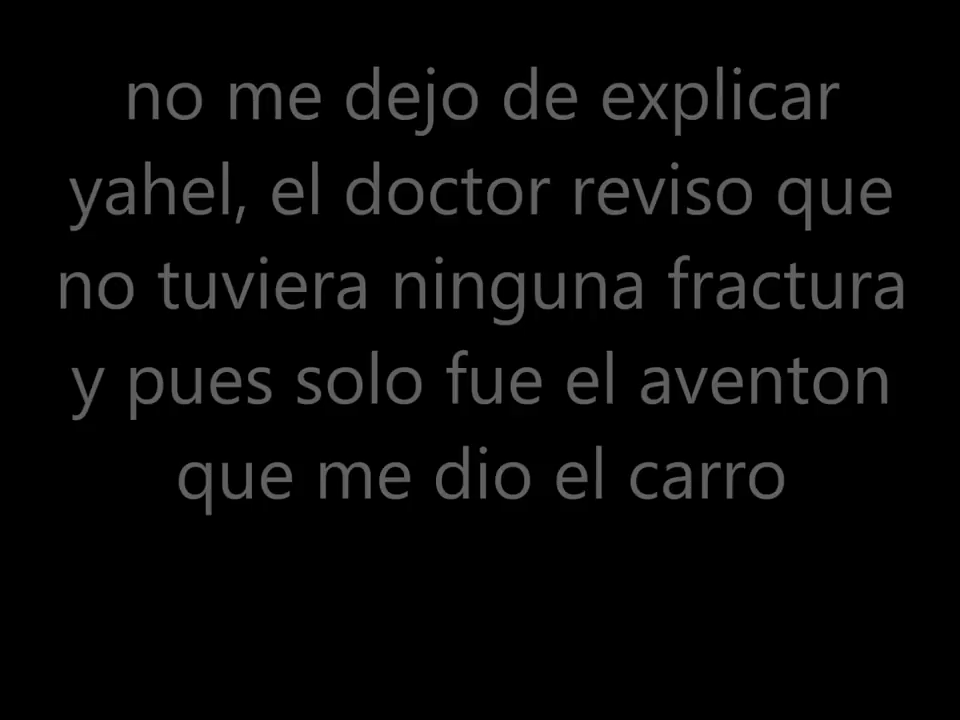 no me dejo de explicar
yahel, el doctor reviso que
no tuviera ninguna fractura
y pues solo fue el aventon
que me dio el carro